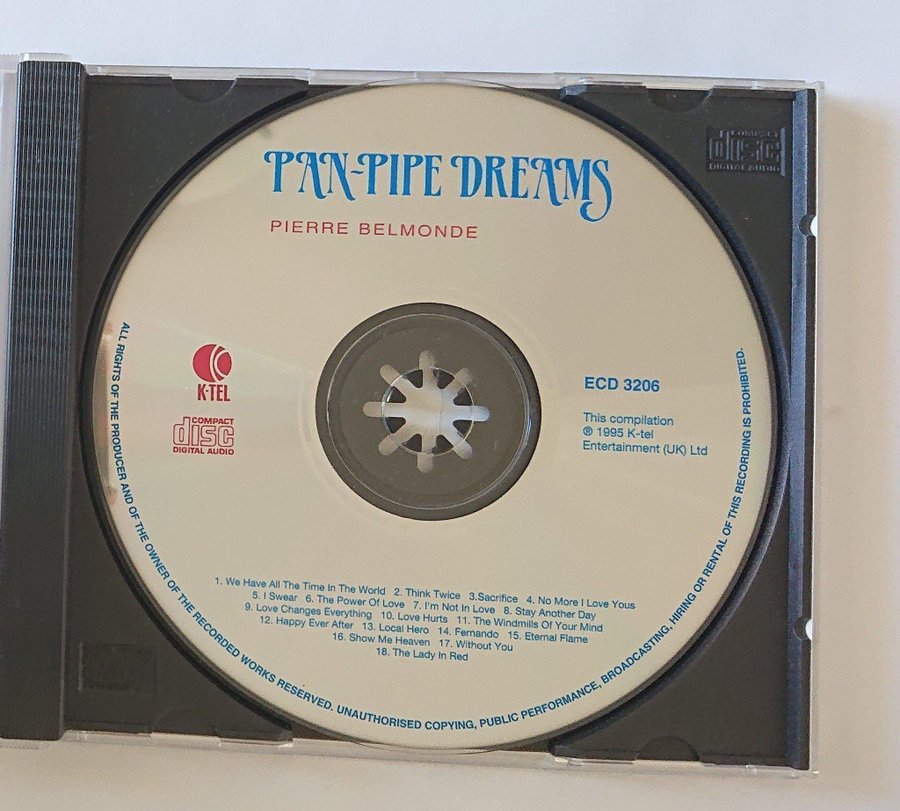 PAN-PIPE DREAMS
PIERRE BELMONDE
COMPACT
disc
DIGITAL AUDIO
K-TEL
COMPACT
disc
DIGITAL AUDIO
ECD 3206
This compilation
℗ 1995 K-tel
Entertainment (UK) Ltd
1. We Have All The Time In The World 2. Think Twice 3.Sacrifice 4. No More I Love Yous
5. I Swear 6. The Power Of Love 7. I'm Not In Love 8. Stay Another Day
9. Love Changes Everything 10. Love Hurts 11. The Windmills Of Your Mind
12. Happy Ever After 13. Local Hero 14. Fernando 15. Eternal Flame
16. Show Me Heaven 17. Without You
18. The Lady In Red
ALL RIGHTS OF THE PRODUCER AND OF THE OWNER OF THE RECORDED WORKS RESERVED. UNAUTHORISED COPYING, PUBLIC PERFORMANCE, BROADCASTING, HIRING OR RENTAL OF THIS RECORDING IS PROHIBITED.